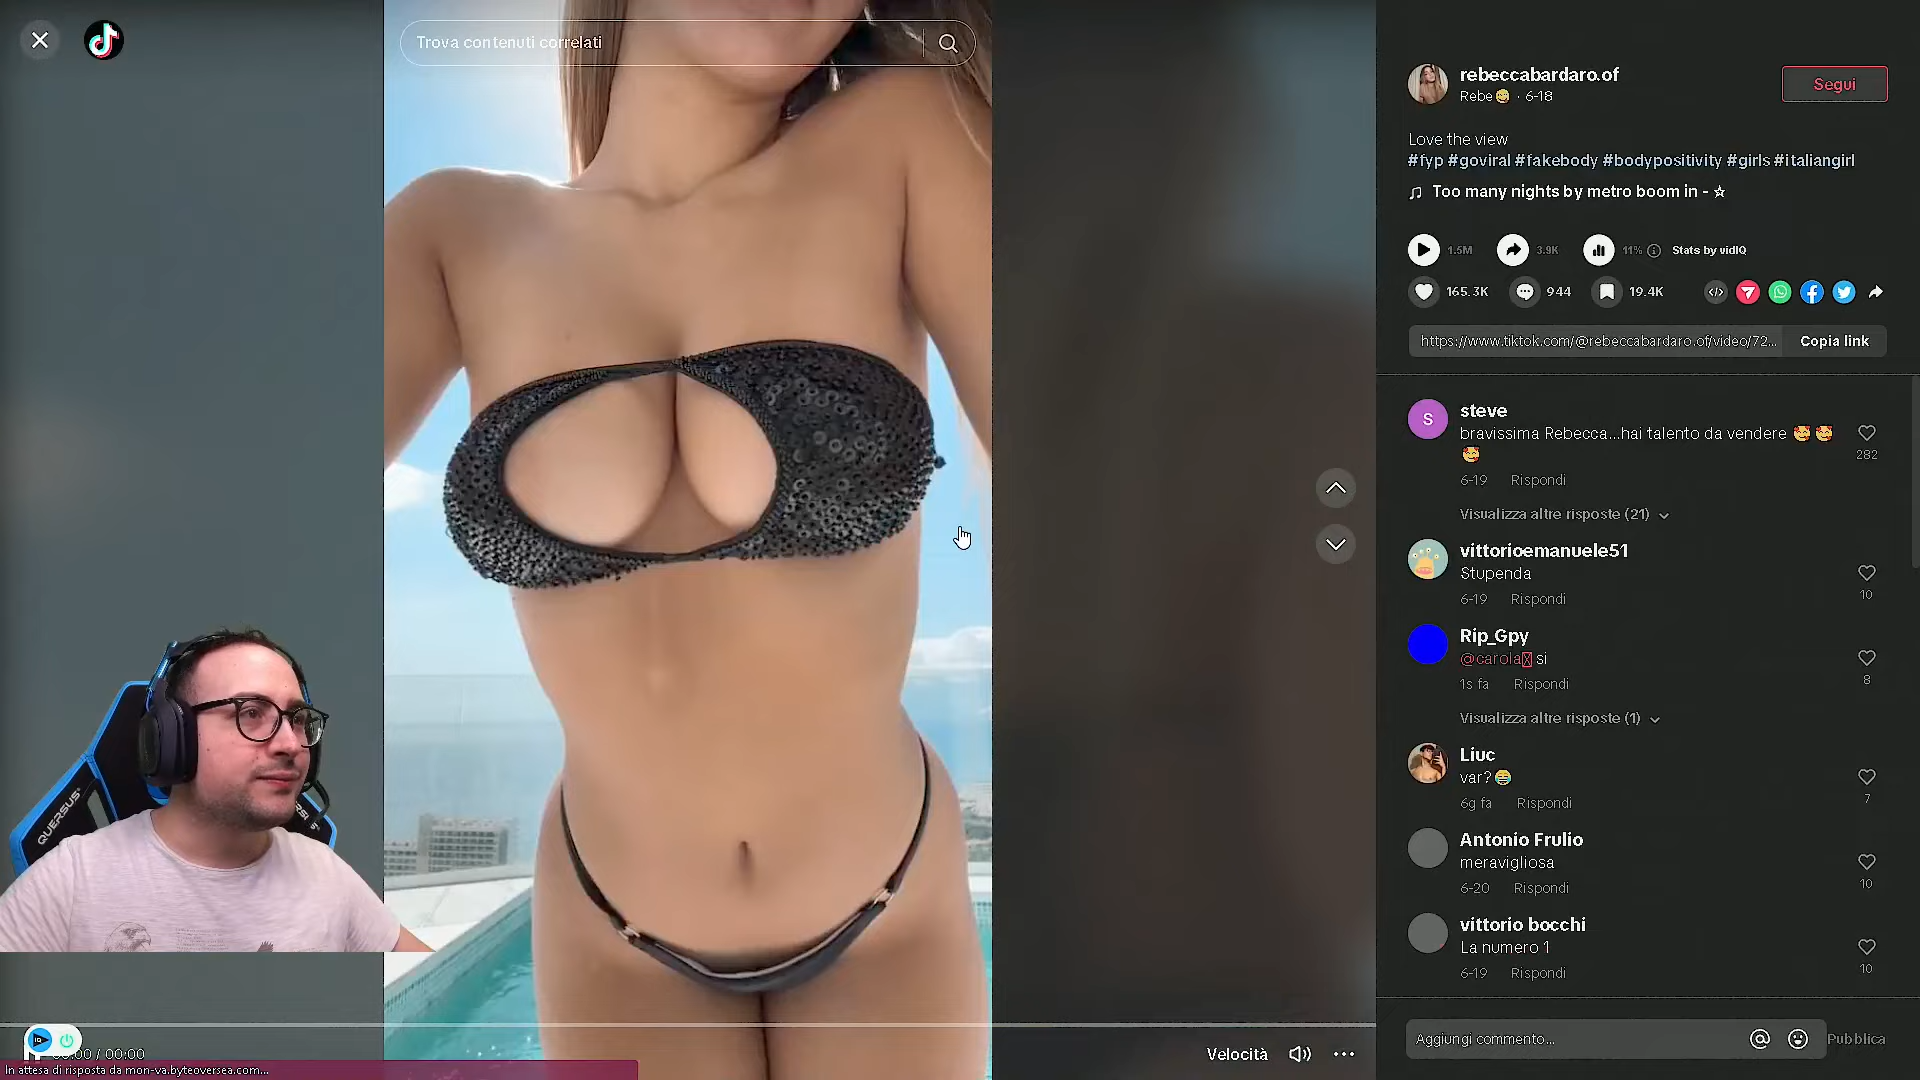 Trova contenuti correlati
rebeccabardaro.of
Rebe · 6-18
Segui
Love the view
#fyp #goviral #fakebody #bodypositivity #girls #italiangirl
Too many nights by metro boom in - ☆
1.5M
3.9K
11%
Stats by vidIQ
165.3K
944
19.4K
https://www.tiktok.com/@rebeccabardaro.of/video/72...
Copia link
S
steve
bravissima Rebecca...hai talento da vendere 🥰 🥰
🥰
282
6-19 Rispondi
Visualizza altre risposte (21)
vittorioemanuele51
Stupenda
10
6-19 Rispondi
Rip_Gpy
@carola si
8
1s fa Rispondi
Visualizza altre risposte (1)
Liuc
var?😂
7
6g fa Rispondi
Antonio Frulio
meravigliosa
10
6-20 Rispondi
vittorio bocchi
La numero 1
10
6-19 Rispondi
Aggiungi commento...
Pubblica
QUERSUS
Velocità
/ 00:00
In attesa di risposta da mon-va.byteoversea.com...